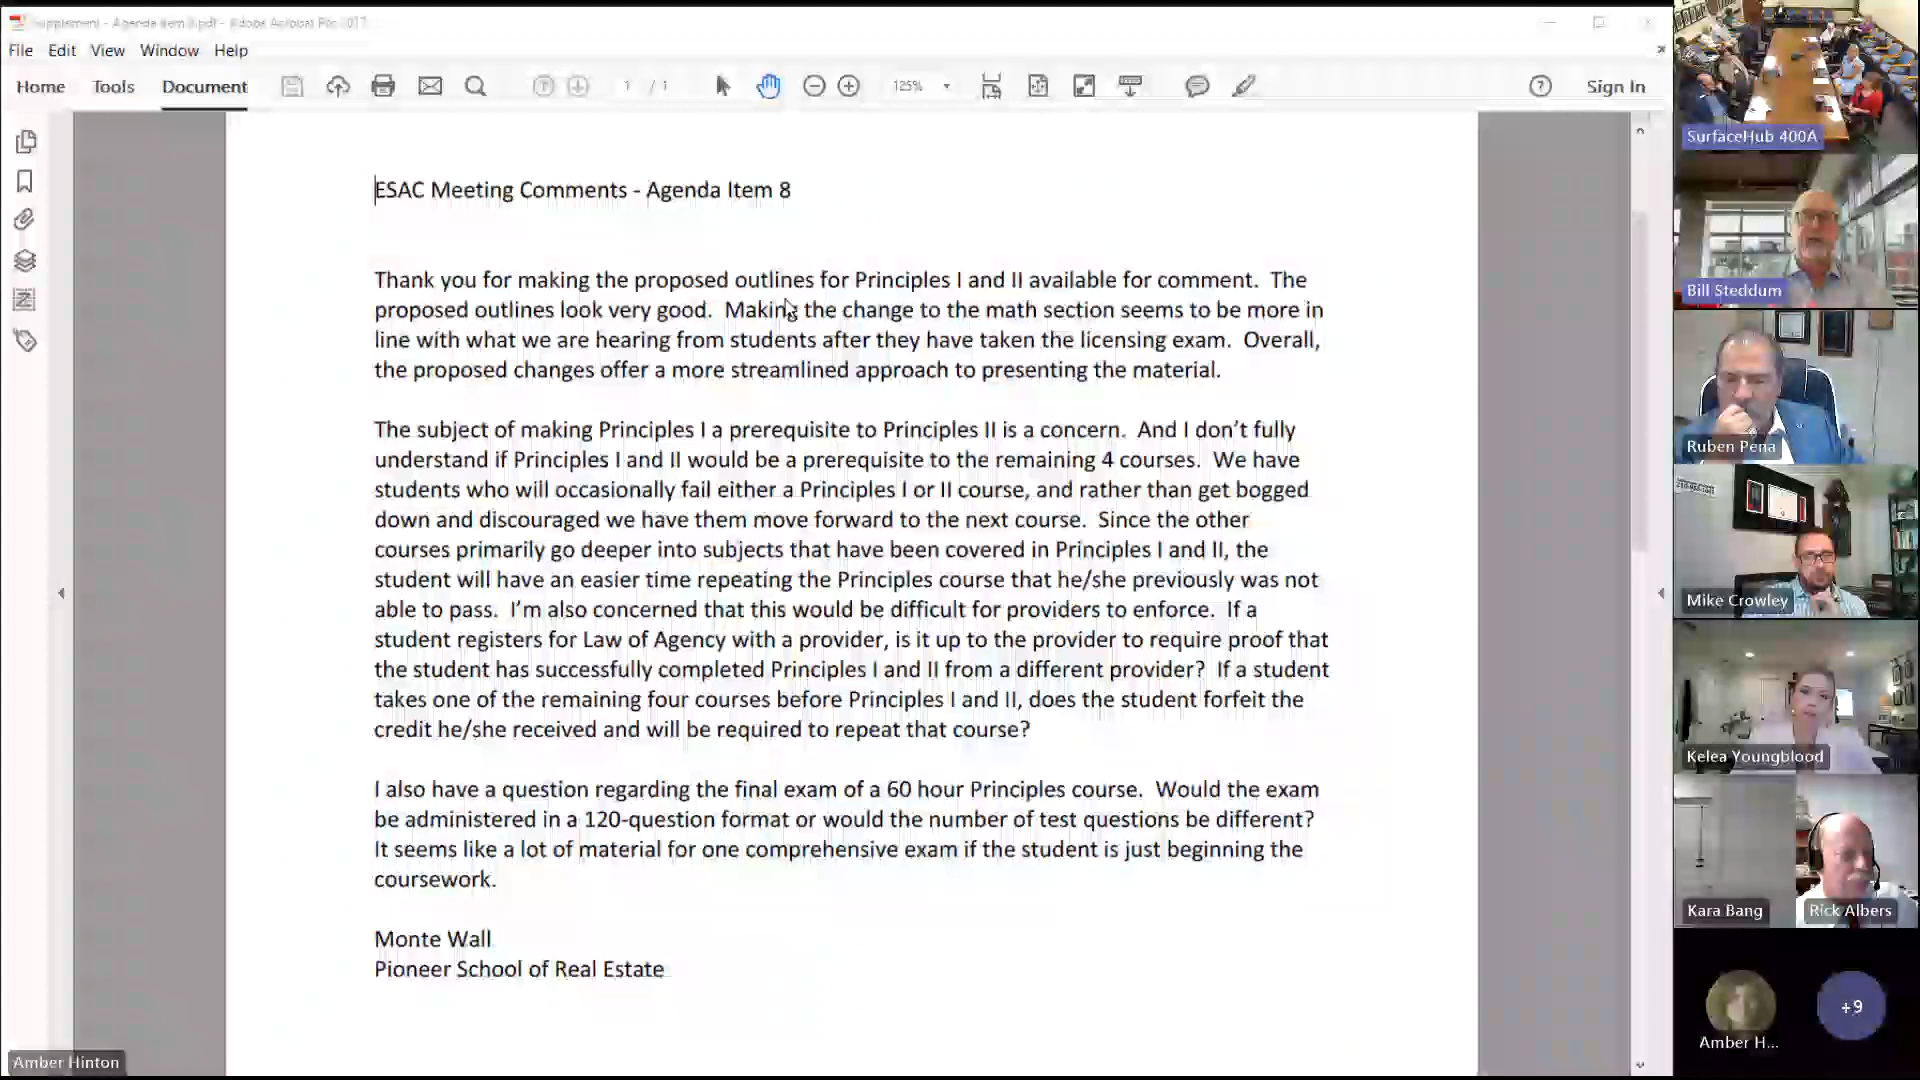 Supplement - Agenda Item 8.pdf - Adobe Acrobat Pro 2017
File Edit View Window Help
Home Tools Document 1 / 1 125% Sign In
ESAC Meeting Comments - Agenda Item 8
Thank you for making the proposed outlines for Principles I and II available for comment. The
proposed outlines look very good. Making the change to the math section seems to be more in
line with what we are hearing from students after they have taken the licensing exam. Overall,
the proposed changes offer a more streamlined approach to presenting the material.
The subject of making Principles I a prerequisite to Principles II is a concern. And I don’t fully
understand if Principles I and II would be a prerequisite to the remaining 4 courses. We have
students who will occasionally fail either a Principles I or II course, and rather than get bogged
down and discouraged we have them move forward to the next course. Since the other
courses primarily go deeper into subjects that have been covered in Principles I and II, the
student will have an easier time repeating the Principles course that he/she previously was not
able to pass. I’m also concerned that this would be difficult for providers to enforce. If a
student registers for Law of Agency with a provider, is it up to the provider to require proof that
the student has successfully completed Principles I and II from a different provider? If a student
takes one of the remaining four courses before Principles I and II, does the student forfeit the
credit he/she received and will be required to repeat that course?
I also have a question regarding the final exam of a 60 hour Principles course. Would the exam
be administered in a 120-question format or would the number of test questions be different?
It seems like a lot of material for one comprehensive exam if the student is just beginning the
coursework.
Monte Wall
Pioneer School of Real Estate
Amber Hinton
SurfaceHub 400A
Bill Steddum
Ruben Pena
Mike Crowley
Kelea Youngblood
Kara Bang
Rick Albers
Amber H...
+9